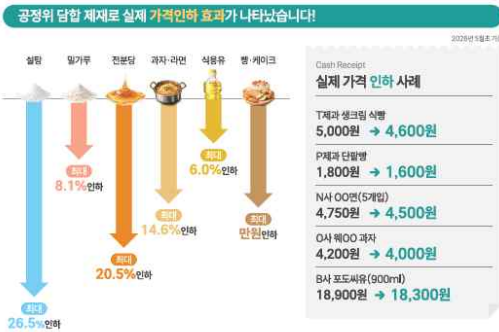 공정위 담합 제재로 실제 가격인하 효과가 나타났습니다!
설탕 밀가루 전분당 과자·라면 식용유 빵·케이크
최대
8.1%인하
최대
6.0%인하
최대
14.6%인하
최대
만원인하
최대
20.5%인하
최대
26.5%인하
Cash Receipt
실제 가격 인하 사례
T제과 생크림 식빵
5,000원 → 4,600원
P제과 단팥빵
1,800원 → 1,600원
N사 OO면(5개입)
4,750원 → 4,500원
O사 웨OO 과자
4,200원 → 4,000원
B사 포도씨유(900ml)
18,900원 → 18,300원